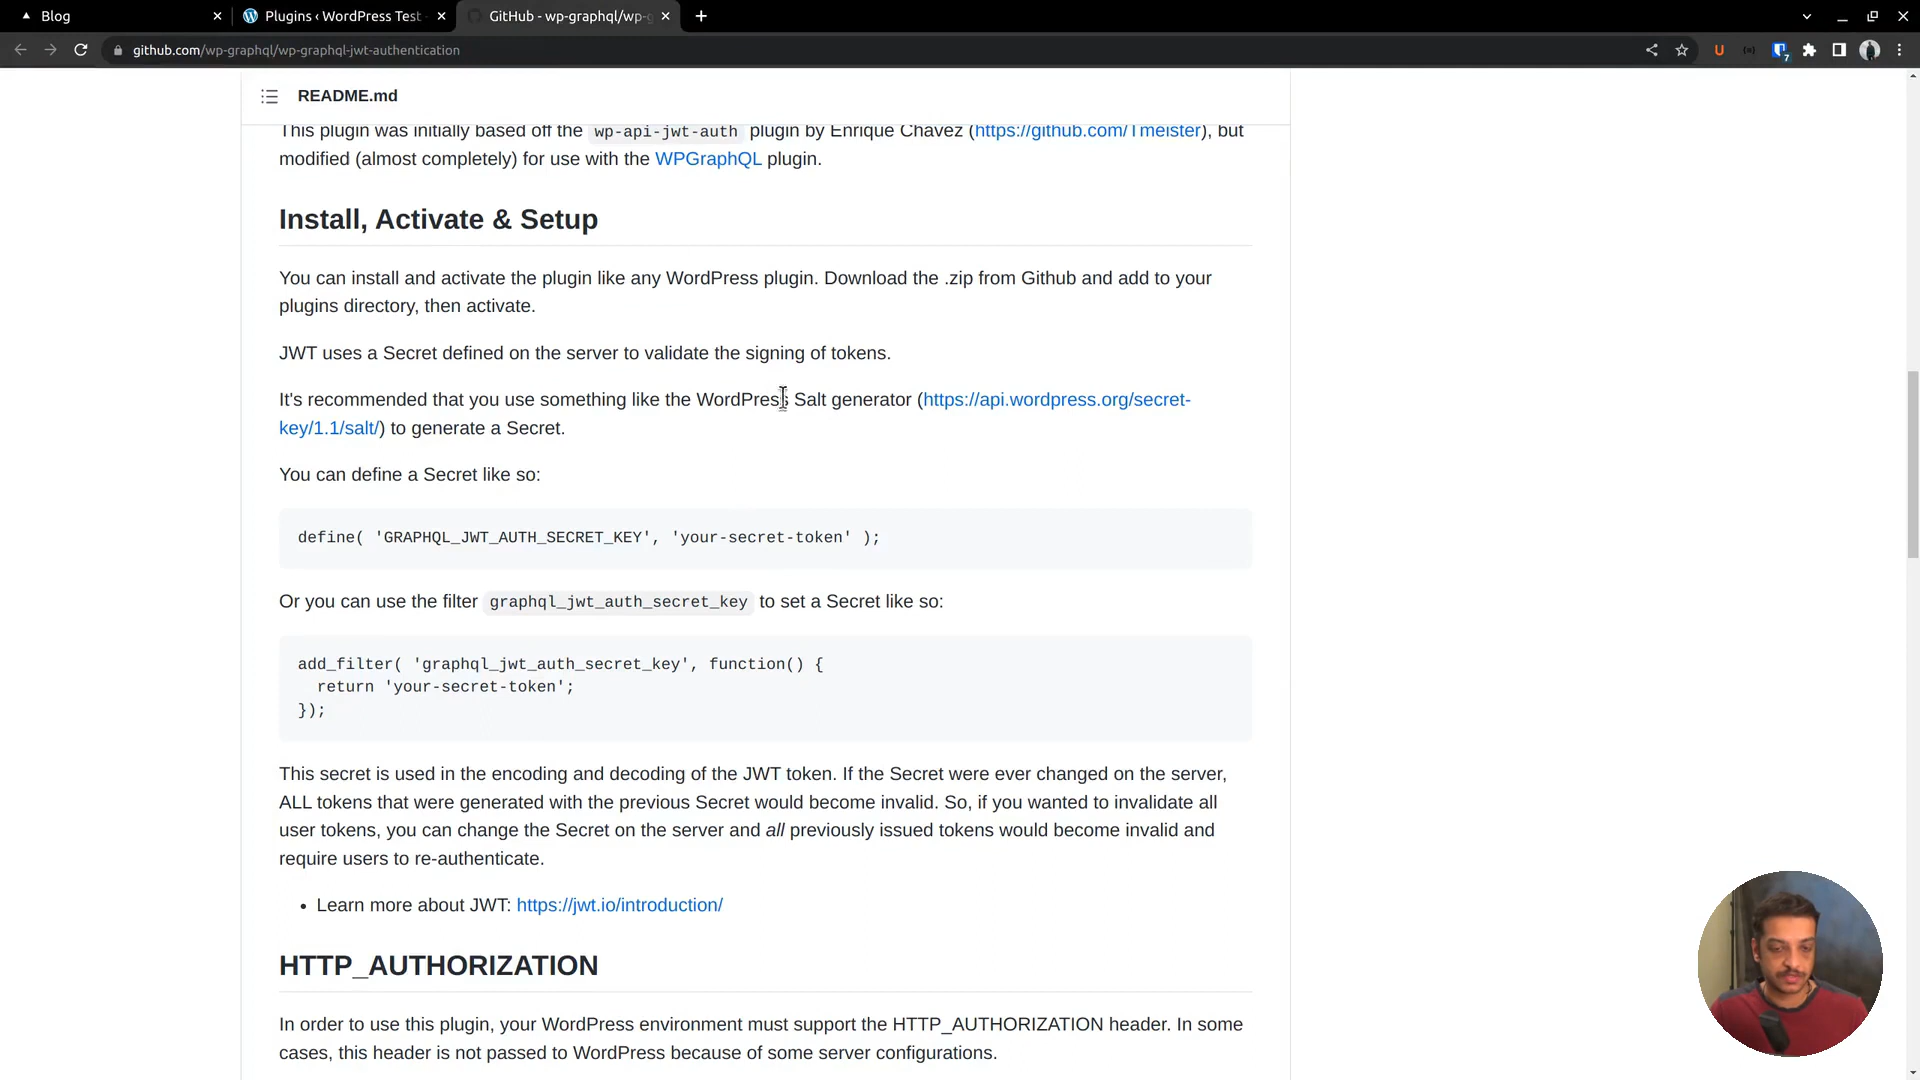 Blog
Plugins ‹ WordPress Test
GitHub - wp-graphql/wp-g
github.com/wp-graphql/wp-graphql-jwt-authentication
U
7
README.md
This plugin was initially based off the wp-api-jwt-auth plugin by Enrique Chavez (https://github.com/Tmeister), but
modified (almost completely) for use with the WPGraphQL plugin.
Install, Activate & Setup
You can install and activate the plugin like any WordPress plugin. Download the .zip from Github and add to your
plugins directory, then activate.
JWT uses a Secret defined on the server to validate the signing of tokens.
It's recommended that you use something like the WordPress Salt generator (https://api.wordpress.org/secret-
key/1.1/salt/) to generate a Secret.
You can define a Secret like so:
define( 'GRAPHQL_JWT_AUTH_SECRET_KEY', 'your-secret-token' );
Or you can use the filter graphql_jwt_auth_secret_key to set a Secret like so:
add_filter( 'graphql_jwt_auth_secret_key', function() {
return 'your-secret-token';
});
This secret is used in the encoding and decoding of the JWT token. If the Secret were ever changed on the server,
ALL tokens that were generated with the previous Secret would become invalid. So, if you wanted to invalidate all
user tokens, you can change the Secret on the server and all previously issued tokens would become invalid and
require users to re-authenticate.
• Learn more about JWT: https://jwt.io/introduction/
HTTP_AUTHORIZATION
In order to use this plugin, your WordPress environment must support the HTTP_AUTHORIZATION header. In some
cases, this header is not passed to WordPress because of some server configurations.